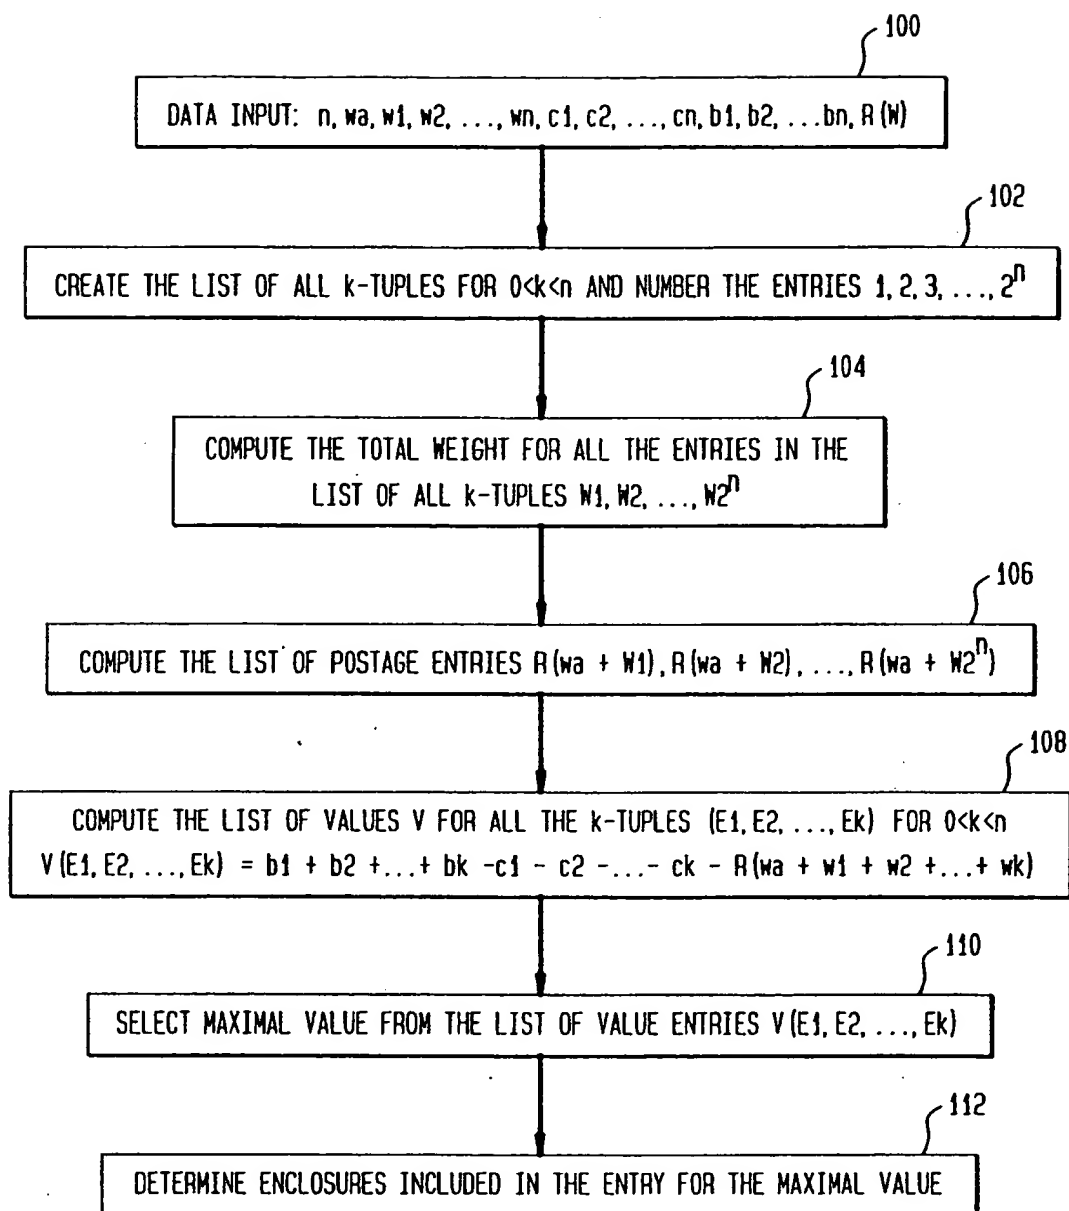 100
DATA INPUT: n, wa, w1, w2, ..., wn, c1, c2, ..., cn, b1, b2, ...bn, R(W)
102
CREATE THE LIST OF ALL k-TUPLES FOR 0<k<n AND NUMBER THE ENTRIES 1, 2, 3, ..., 2^n
104
COMPUTE THE TOTAL WEIGHT FOR ALL THE ENTRIES IN THE
LIST OF ALL k-TUPLES W1, W2, ..., W2^n
106
COMPUTE THE LIST OF POSTAGE ENTRIES R(wa + W1), R(wa + W2), ..., R(wa + W2^n)
108
COMPUTE THE LIST OF VALUES V FOR ALL THE k-TUPLES (E1, E2, ..., Ek) FOR 0<k<n
V(E1, E2, ..., Ek) = b1 + b2 +...+ bk -c1 - c2 -...- ck - R(wa + w1 + w2 +...+ wk)
110
SELECT MAXIMAL VALUE FROM THE LIST OF VALUE ENTRIES V(E1, E2, ..., Ek)
112
DETERMINE ENCLOSURES INCLUDED IN THE ENTRY FOR THE MAXIMAL VALUE